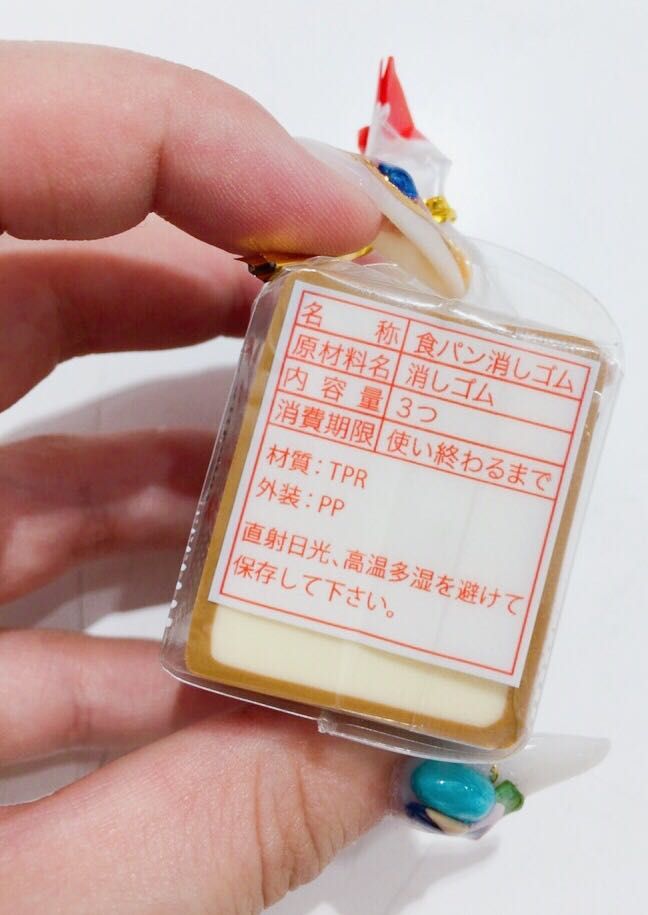 名称 食パン消しゴム
原材料名 消しゴム
内容量 3つ
消費期限 使い終わるまで
材質：TPR
外装：PP
直射日光、高温多湿を避けて
保存して下さい。